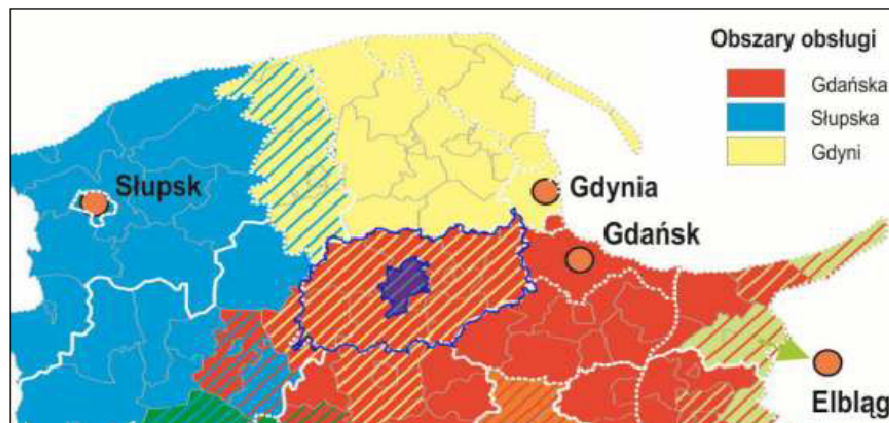 Obszary obsługi
Gdańska
Słupska
Gdyni
Słupsk
Gdynia
Gdańsk
Elbląg